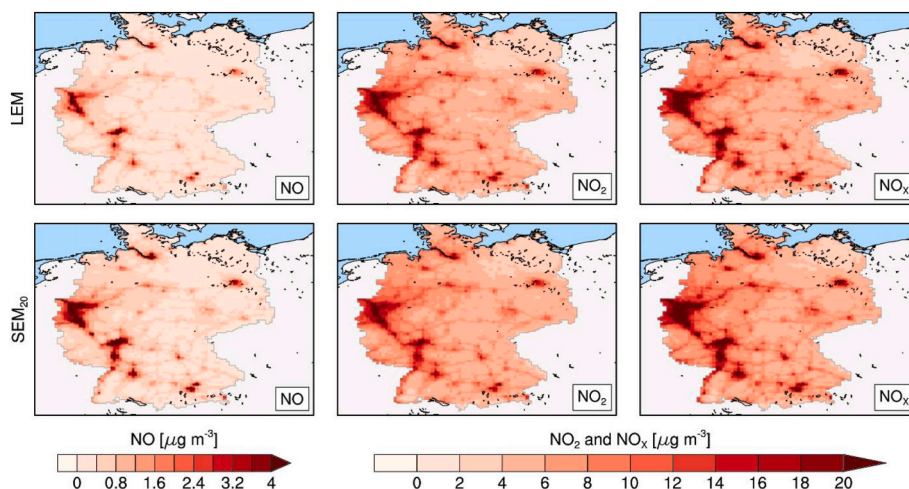 LEM
NO
NO₂
NOₓ
SEM₂₀
NO
NO₂
NOₓ
NO [µg m⁻³]
0 0.8 1.6 2.4 3.2 4
NO₂ and NOₓ [µg m⁻³]
0 2 4 6 8 10 12 14 16 18 20